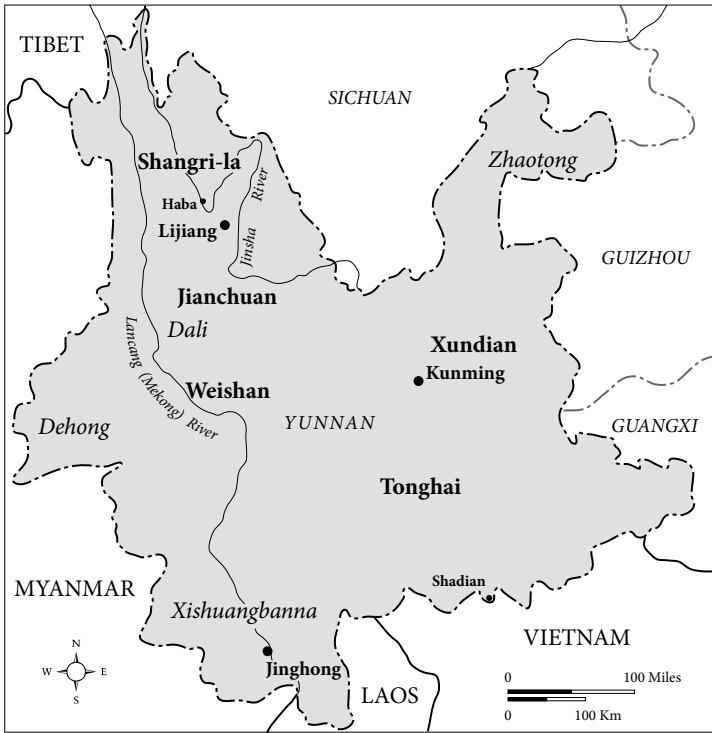 TIBET
SICHUAN
Zhaotong
Shangri-la
Haba
River
Lijiang
Jinsha
GUIZHOU
Jianchuan
Dali
Xundian
Lancang (Mekong) River
Kunming
Weishan
YUNNAN
GUANGXI
Dehong
Tonghai
Shadian
MYANMAR
Xishuangbanna
VIETNAM
N
W E
S
Jinghong
LAOS
0 100 Miles
0 100 Km